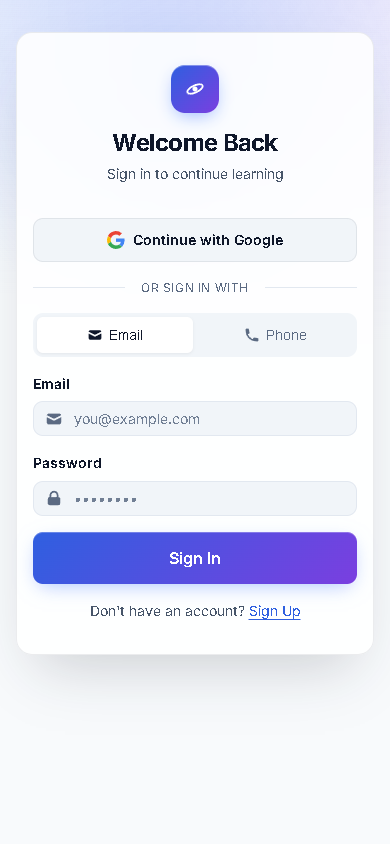 Welcome Back
Sign in to continue learning
Continue with Google
OR SIGN IN WITH
Email
Phone
Email
you@example.com
Password
••••••••
Sign In
Don't have an account? Sign Up